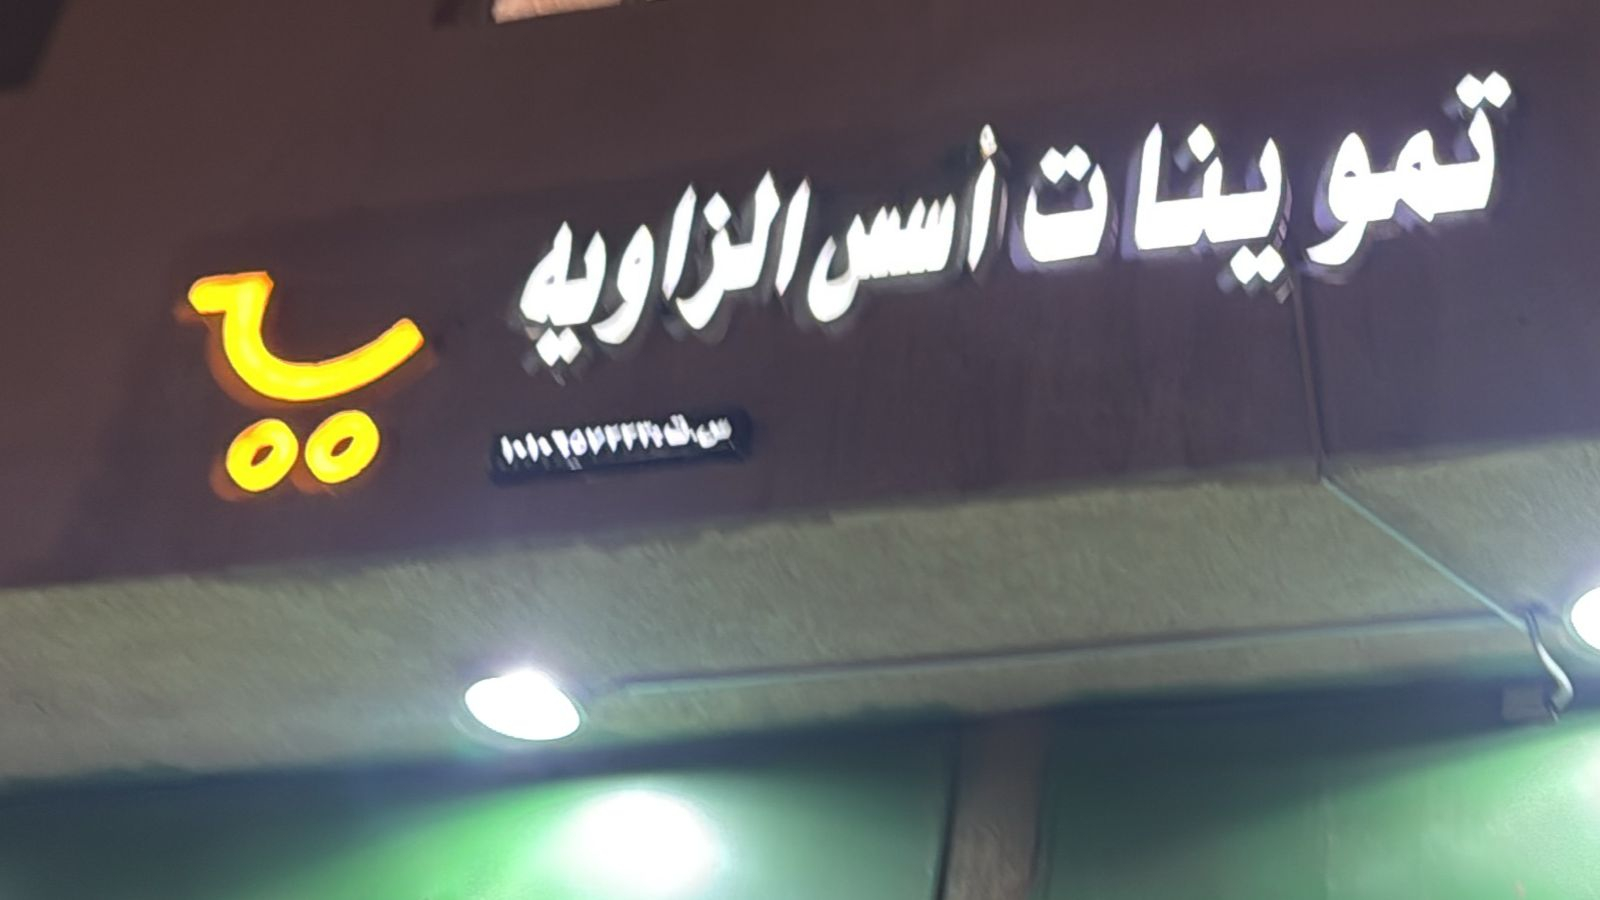 تموينات أسس الزاويه
س.ت